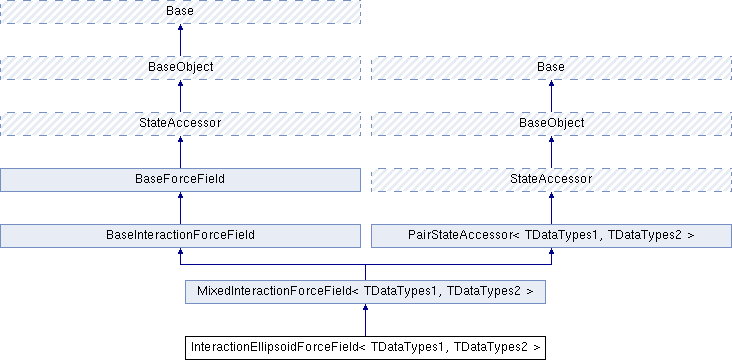 Base
BaseObject
Base
StateAccessor
BaseObject
BaseForceField
StateAccessor
BaseInteractionForceField
PairStateAccessor< TDataTypes1, TDataTypes2 >
MixedInteractionForceField< TDataTypes1, TDataTypes2 >
InteractionEllipsoidForceField< TDataTypes1, TDataTypes2 >